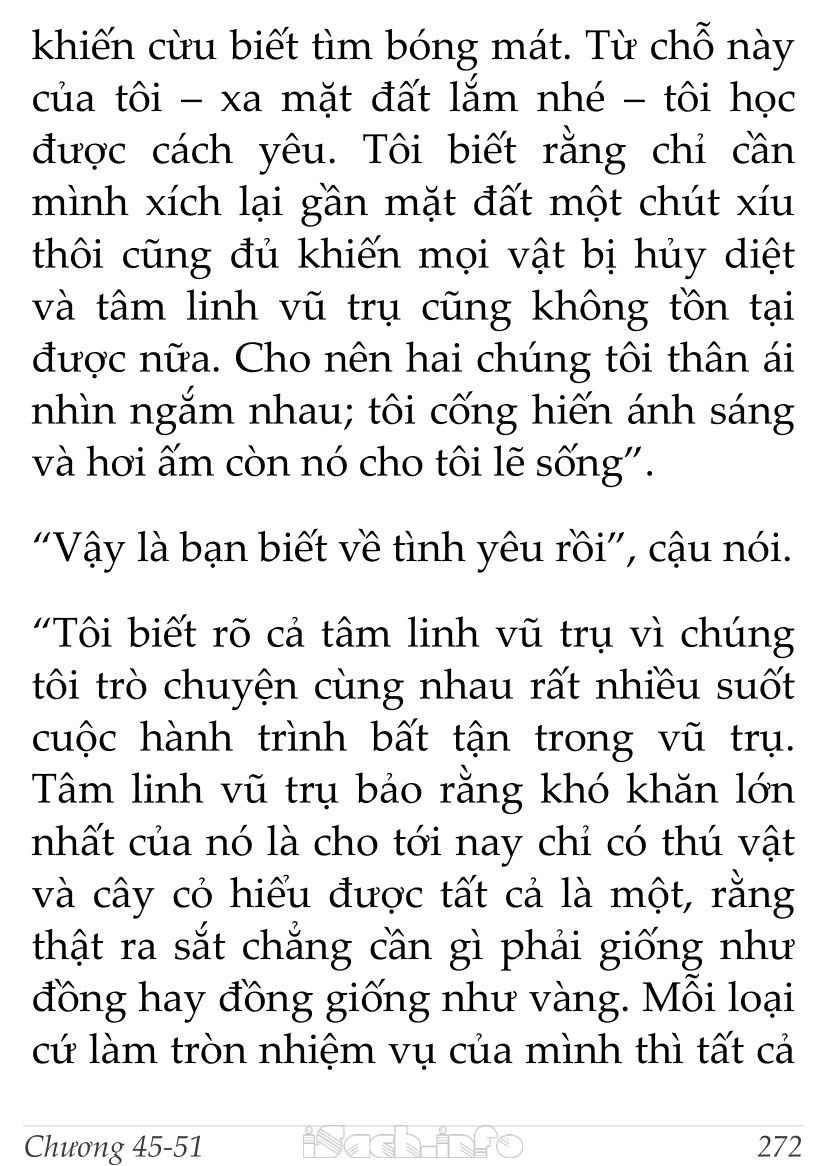 khiến cừu biết tìm bóng mát. Từ chỗ này
của tôi – xa mặt đất lắm nhé – tôi học
được cách yêu. Tôi biết rằng chỉ cần
mình xích lại gần mặt đất một chút xíu
thôi cũng đủ khiến mọi vật bị hủy diệt
và tâm linh vũ trụ cũng không tồn tại
được nữa. Cho nên hai chúng tôi thân ái
nhìn ngắm nhau; tôi cống hiến ánh sáng
và hơi ấm còn nó cho tôi lẽ sống”.
“Vậy là bạn biết về tình yêu rồi”, cậu nói.
“Tôi biết rõ cả tâm linh vũ trụ vì chúng
tôi trò chuyện cùng nhau rất nhiều suốt
cuộc hành trình bất tận trong vũ trụ.
Tâm linh vũ trụ bảo rằng khó khăn lớn
nhất của nó là cho tới nay chỉ có thú vật
và cây cỏ hiểu được tất cả là một, rằng
thật ra sắt chẳng cần gì phải giống như
đồng hay đồng giống như vàng. Mỗi loại
cứ làm tròn nhiệm vụ của mình thì tất cả
Chương 45-51 iSach.info 272